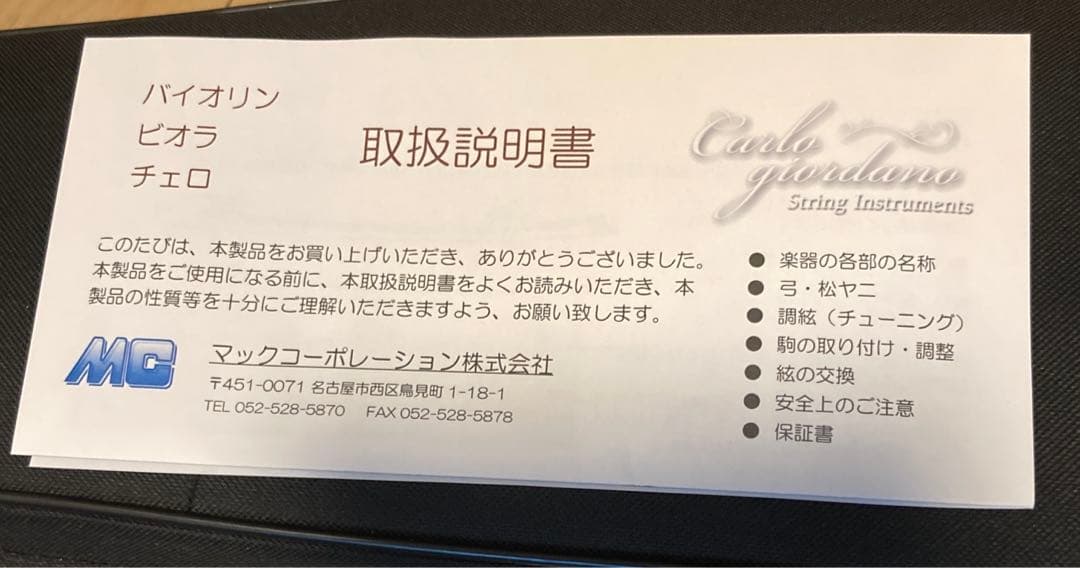 バイオリン
ビオラ
チェロ
取扱説明書
Carlo
giordano
String Instruments
このたびは、本製品をお買い上げいただき、ありがとうございました。
本製品をご使用になる前に、本取扱説明書をよくお読みいただき、本
製品の性質等を十分にご理解いただきますよう、お願い致します。
MC
マックコーポレーション株式会社
〒451-0071 名古屋市西区鳥見町 1-18-1
TEL 052-528-5870 FAX 052-528-5878
● 楽器の各部の名称
● 弓・松ヤニ
● 調絃（チューニング）
● 駒の取り付け・調整
● 絃の交換
● 安全上のご注意
● 保証書